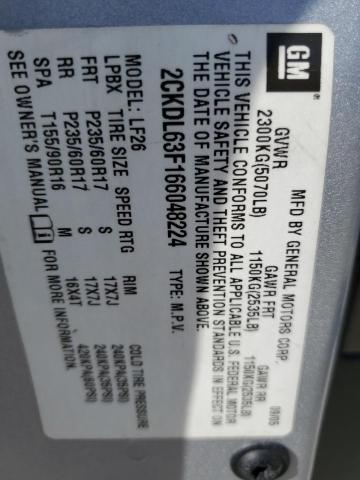 GM
MFD BY GENERAL MOTORS CORP. 09/05
GVWR GAWR FRT GAWR RR
2300KG(5070LB) 1150KG(2535LB) 1150KG(2535LB)
THIS VEHICLE CONFORMS TO ALL APPLICABLE U.S. FEDERAL MOTOR
VEHICLE SAFETY AND THEFT PREVENTION STANDARDS IN EFFECT ON
THE DATE OF MANUFACTURE SHOWN ABOVE.
2CKDL63F166048224 TYPE: M.P.V.
MODEL: LF26
LPBX TIRE SIZE SPEED RTG RIM COLD TIRE PRESSURE
FRT P235/60R17 S 17X7J 240KPA(35PSI)
RR P235/60R17 S 17X7J 240KPA(35PSI)
SPA T155/90R16 M 16X4T 420KPA(60PSI)
SEE OWNER'S MANUAL FOR MORE INFORMATION